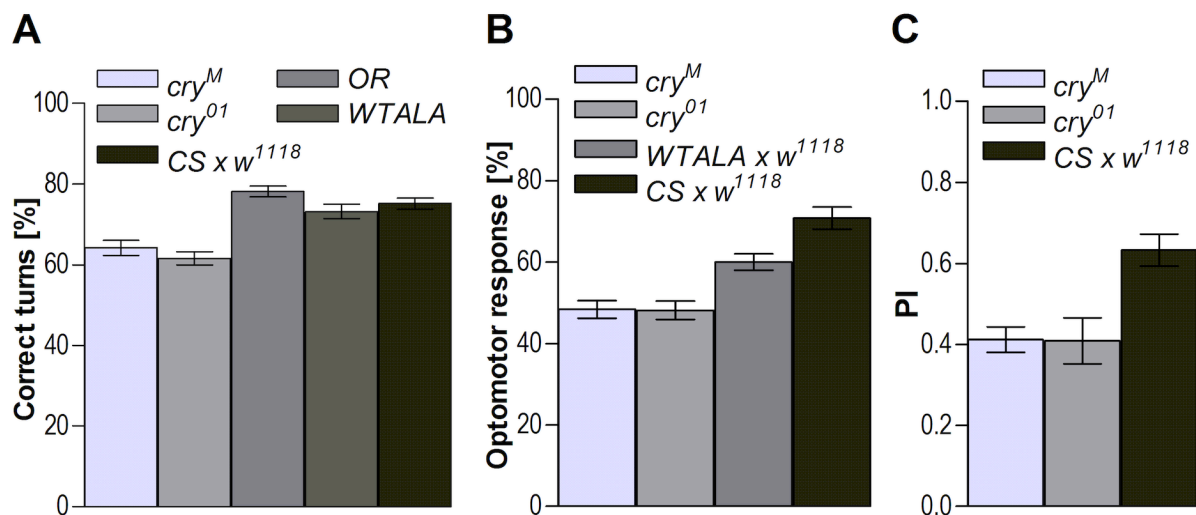 A
cry^M
cry^01
CS x w^1118
OR
WTALA
Correct turns [%]
100
80
60
40
20
0
B
cry^M
cry^01
WTALA x w^1118
CS x w^1118
Optomotor response [%]
100
80
60
40
20
0
C
cry^M
cry^01
CS x w^1118
PI
1.0
0.8
0.6
0.4
0.2
0.0